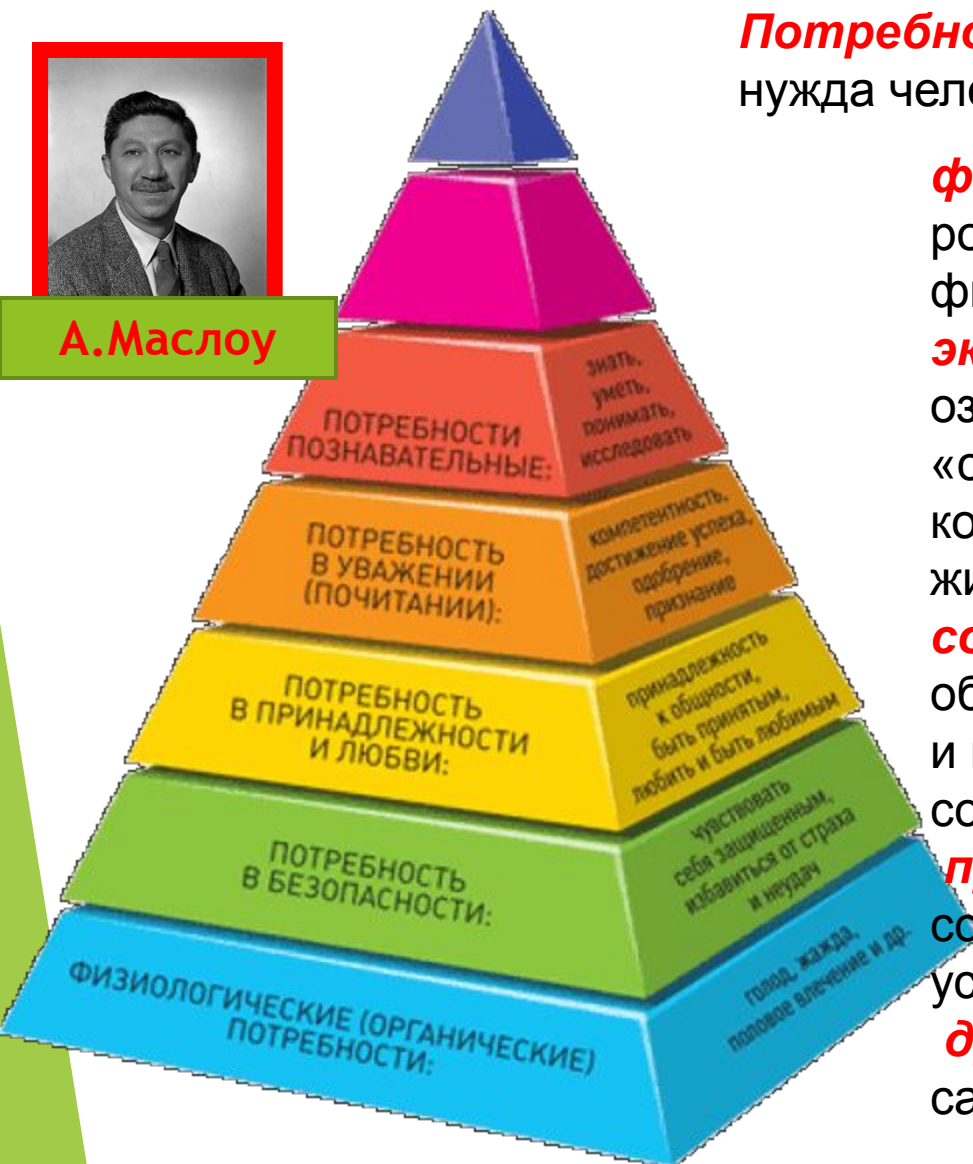 А.Маслоу
ПОТРЕБНОСТИ
ПОЗНАВАТЕЛЬНЫЕ:
знать,
уметь,
понимать,
исследовать
ПОТРЕБНОСТЬ
В УВАЖЕНИИ
(ПОЧИТАНИИ):
компетентность,
достижение успеха,
одобрение,
признание
ПОТРЕБНОСТЬ
В ПРИНАДЛЕЖНОСТИ
И ЛЮБВИ:
принадлежность
к общности,
быть принятым,
любить и быть любимым
ПОТРЕБНОСТЬ
В БЕЗОПАСНОСТИ:
чувствовать
себя защищенным,
избавиться от страха
и неудач
ФИЗИОЛОГИЧЕСКИЕ (ОРГАНИЧЕСКИЕ)
ПОТРЕБНОСТИ:
голод, жажда,
половое влечение и др.
Потребно
нужда чело
ф
ро
фи
эк
оз
«с
ко
жи
со
об
и
со
п
со
ус
д
са